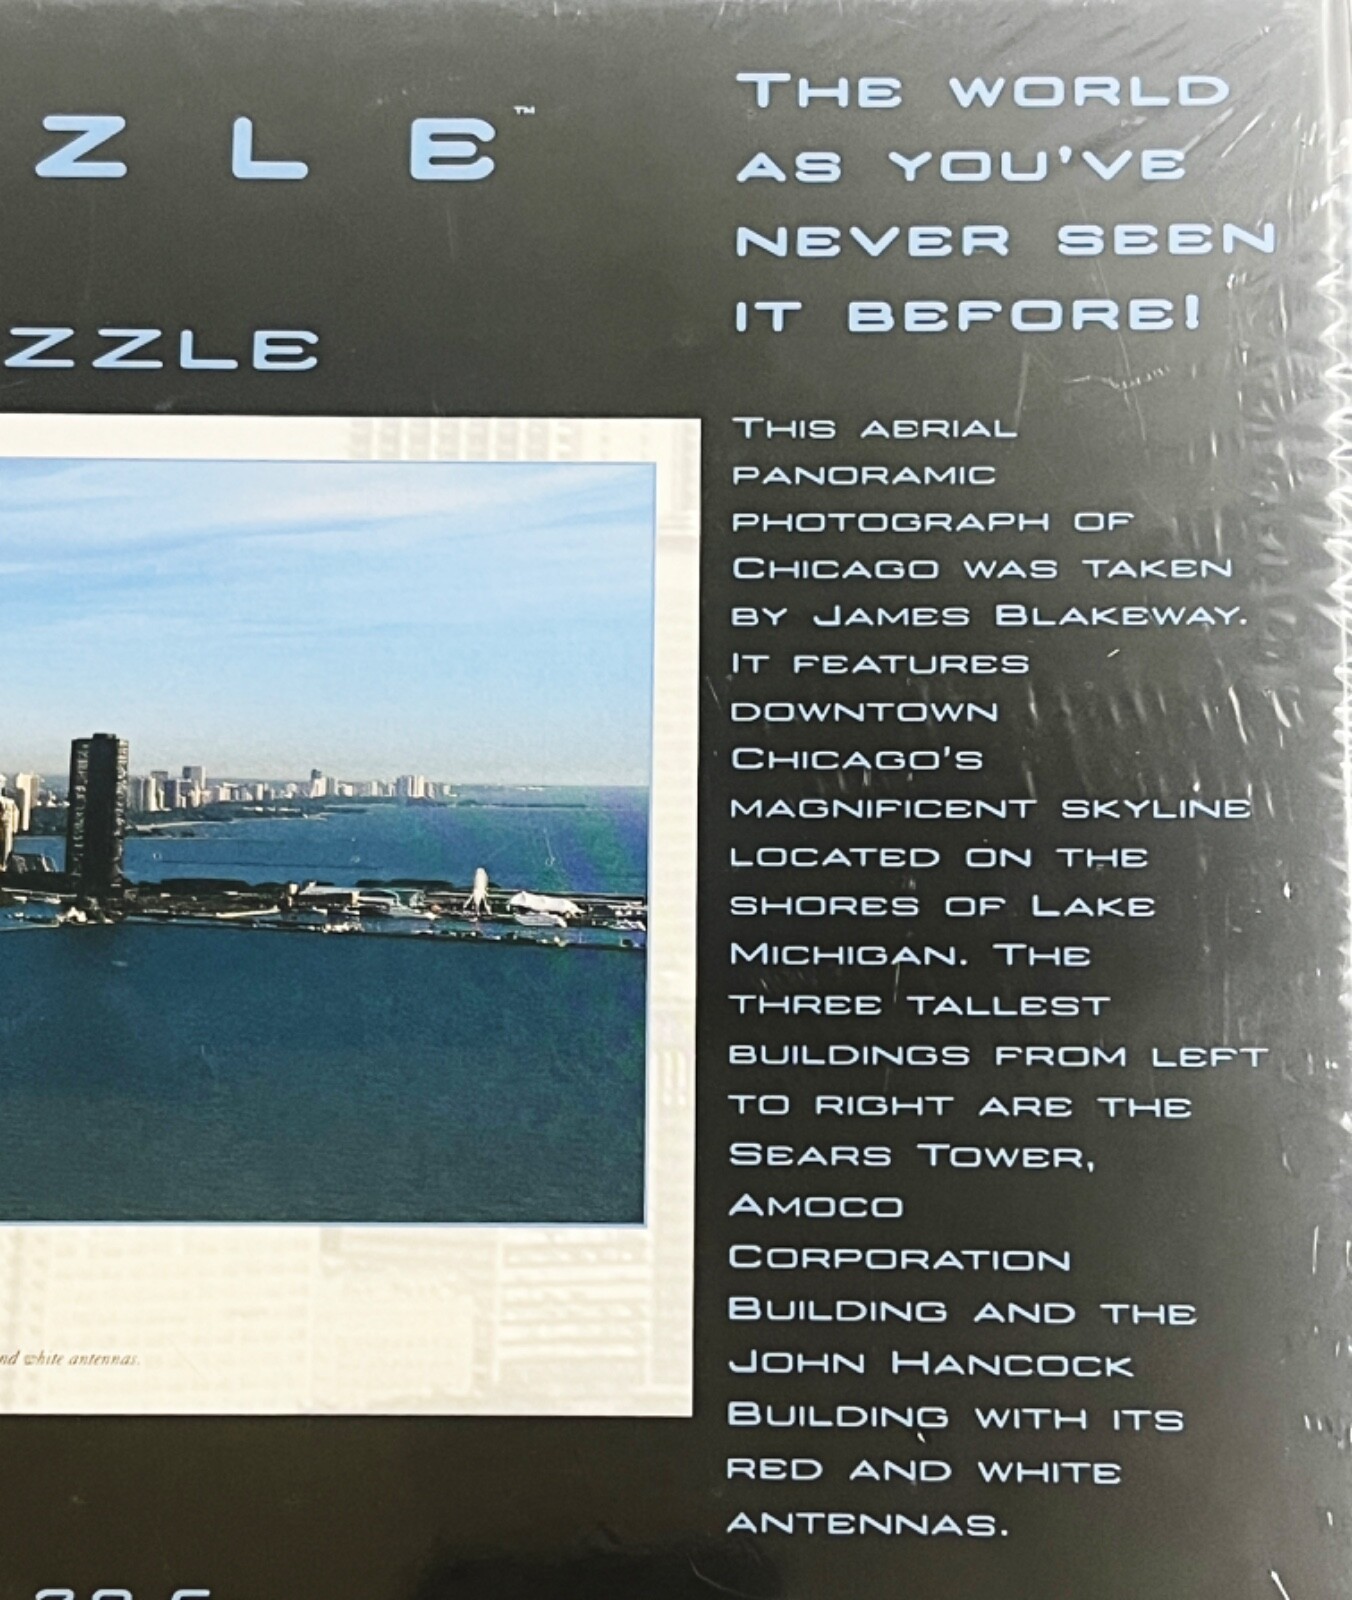 ZLE™
ZZLE
THE WORLD
AS YOU'VE
NEVER SEEN
IT BEFORE!
THIS AERIAL
PANORAMIC
PHOTOGRAPH OF
CHICAGO WAS TAKEN
BY JAMES BLAKEWAY.
IT FEATURES
DOWNTOWN
CHICAGO'S
MAGNIFICENT SKYLINE
LOCATED ON THE
SHORES OF LAKE
MICHIGAN. THE
THREE TALLEST
BUILDINGS FROM LEFT
TO RIGHT ARE THE
SEARS TOWER,
AMOCO
CORPORATION
BUILDING AND THE
JOHN HANCOCK
BUILDING WITH ITS
RED AND WHITE
ANTENNAS.
nd white antennas.